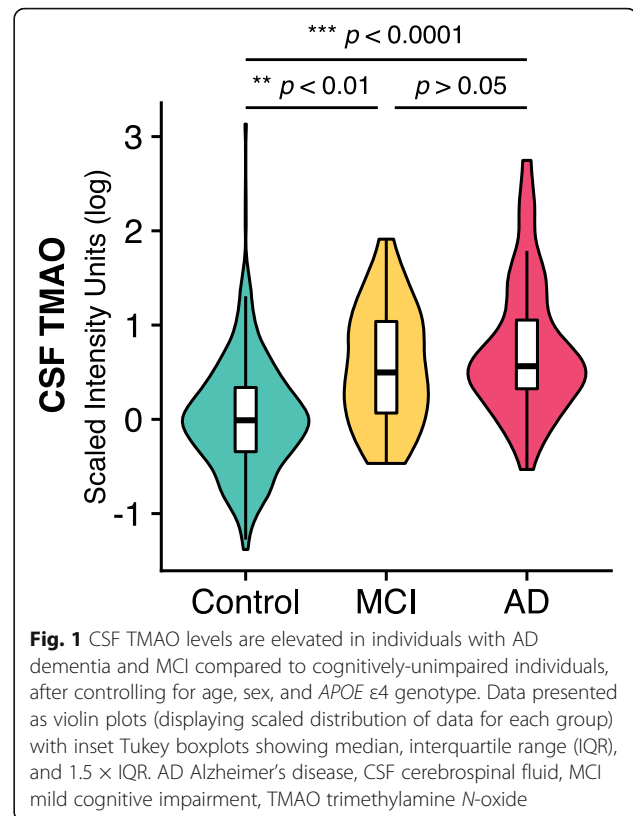 *** p < 0.0001
** p < 0.01 p > 0.05
CSF TMAO
Scaled Intensity Units (log)
3
2
1
0
-1
Control MCI AD
Fig. 1 CSF TMAO levels are elevated in individuals with AD
dementia and MCI compared to cognitively-unimpaired individuals,
after controlling for age, sex, and APOE ε4 genotype. Data presented
as violin plots (displaying scaled distribution of data for each group)
with inset Tukey boxplots showing median, interquartile range (IQR),
and 1.5 × IQR. AD Alzheimer's disease, CSF cerebrospinal fluid, MCI
mild cognitive impairment, TMAO trimethylamine N-oxide